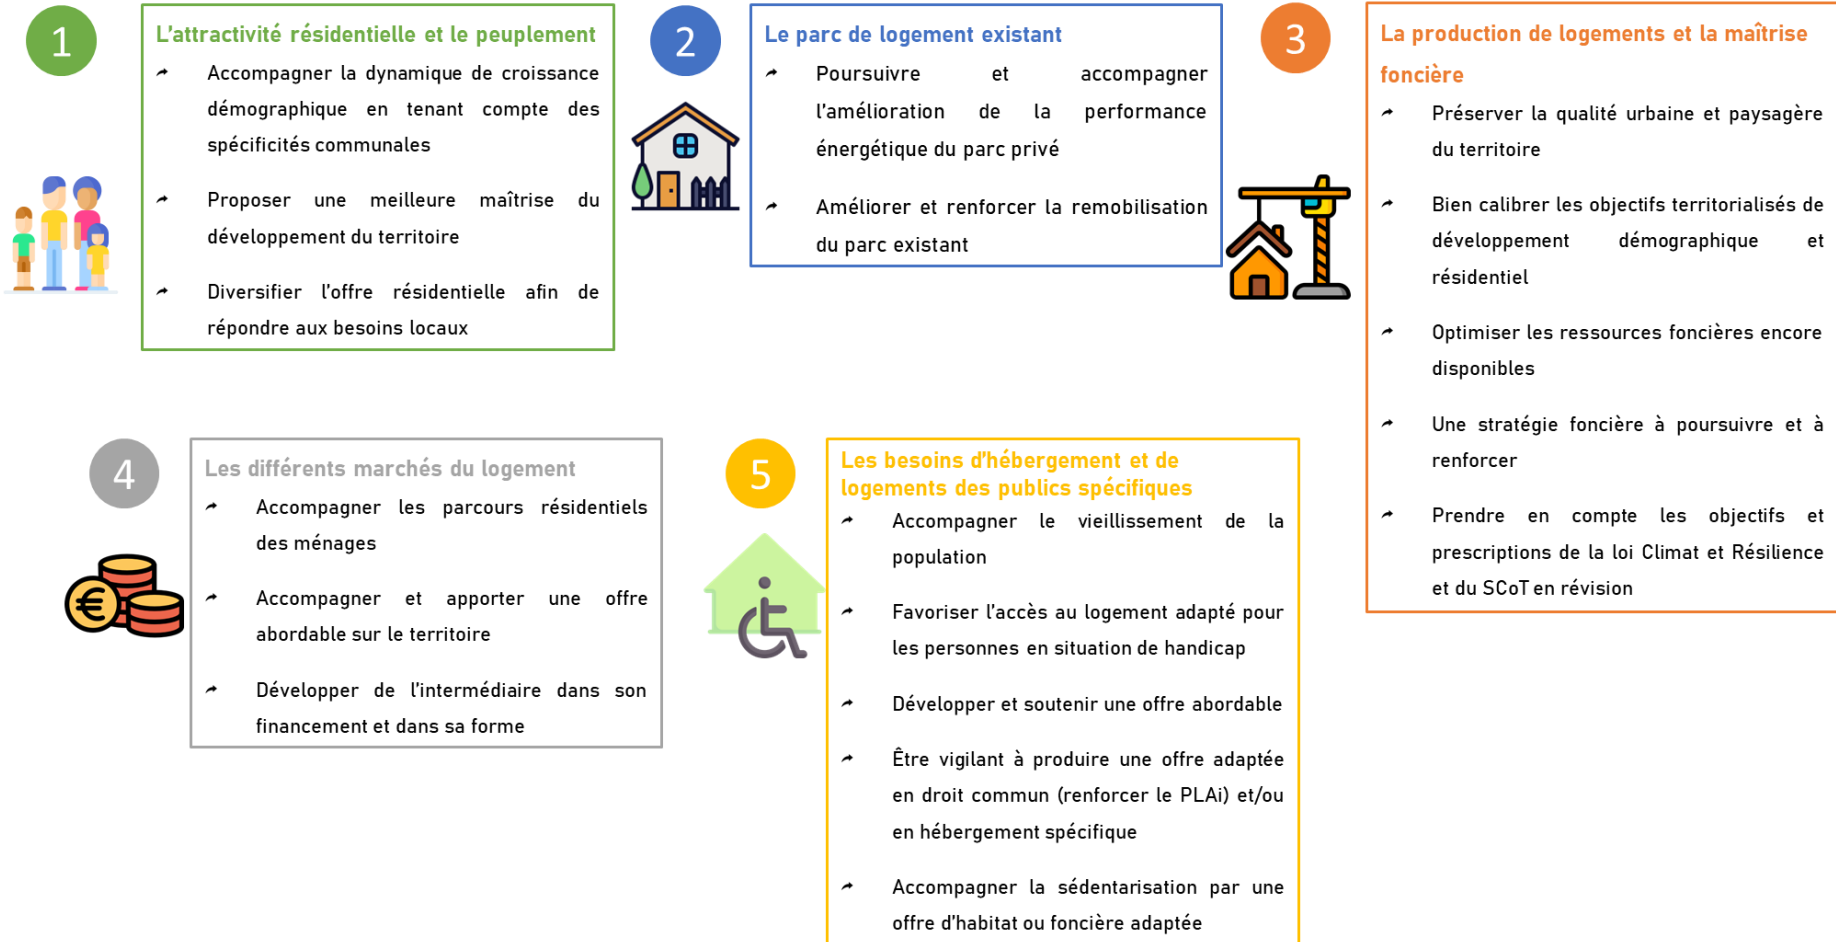 1
L'attractivité résidentielle et le peuplement
Accompagner la dynamique de croissance
démographique en tenant compte des
spécificités communales
Proposer une meilleure maîtrise du
développement du territoire
Diversifier l'offre résidentielle afin de
répondre aux besoins locaux
2
Le parc de logement existant
Poursuivre et accompagner
l'amélioration de la performance
énergétique du parc privé
Améliorer et renforcer la remobilisation
du parc existant
3
La production de logements et la maîtrise
foncière
Préserver la qualité urbaine et paysagère
du territoire
Bien calibrer les objectifs territorialisés de
développement démographique et
résidentiel
Optimiser les ressources foncières encore
disponibles
Une stratégie foncière à poursuivre et à
renforcer
Prendre en compte les objectifs et
prescriptions de la loi Climat et Résilience
et du SCoT en révision
4
Les différents marchés du logement
Accompagner les parcours résidentiels
des ménages
Accompagner et apporter une offre
abordable sur le territoire
Développer de l'intermédiaire dans son
financement et dans sa forme
€
5
Les besoins d'hébergement et de
logements des publics spécifiques
Accompagner le vieillissement de la
population
Favoriser l'accès au logement adapté pour
les personnes en situation de handicap
Développer et soutenir une offre abordable
Être vigilant à produire une offre adaptée
en droit commun (renforcer le PLAi) et/ou
en hébergement spécifique
Accompagner la sédentarisation par une
offre d'habitat ou foncière adaptée